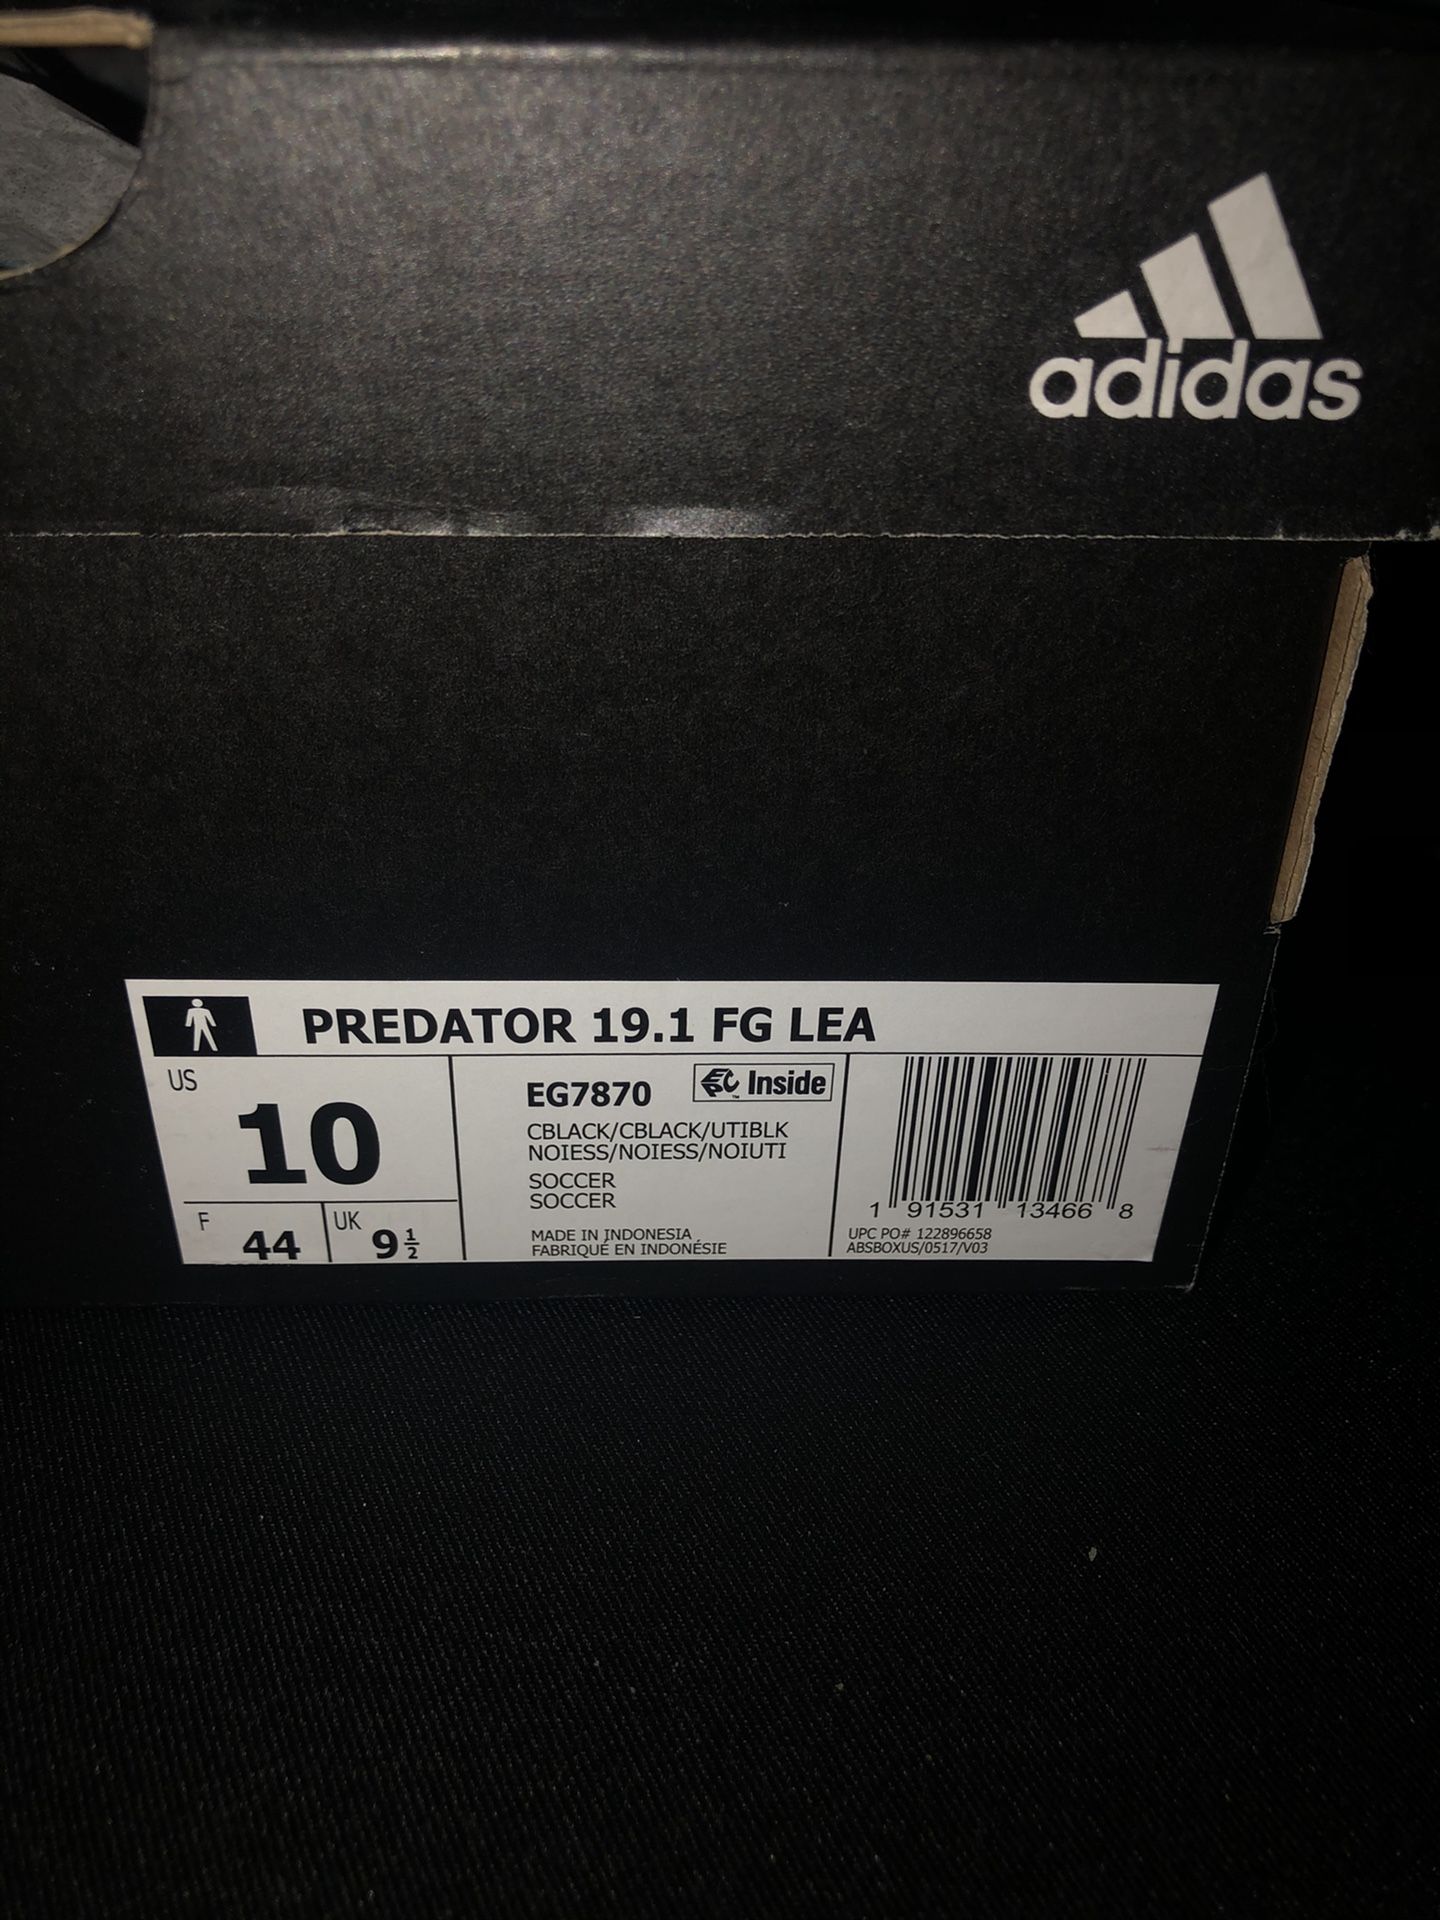 adidas
PREDATOR 19.1 FG LEA
US
10
F
44
UK
9 1/2
EG7870
EPC Inside
™
CBLACK/CBLACK/UTIBLK
NOIESS/NOIESS/NOIUTI
SOCCER
SOCCER
MADE IN INDONESIA
FABRIQUÉ EN INDONÉSIE
1 91531 13466 8
UPC PO# 122896658
ABSBOXUS/0517/V03